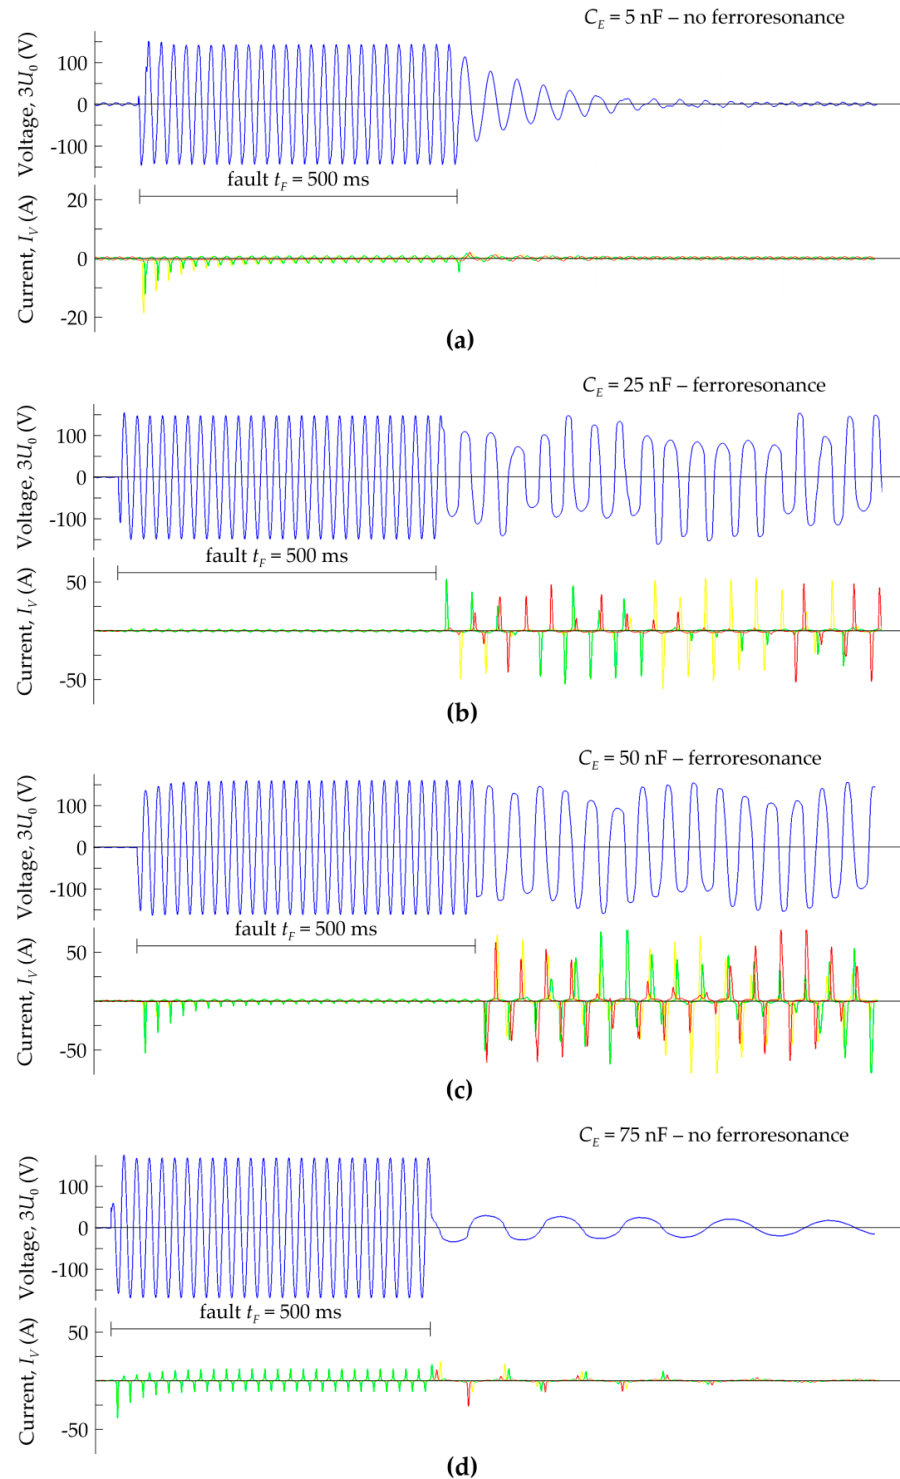 C_E = 5 nF – no ferroresonance
Voltage, 3U_0 (V)
100
0
-100
fault t_F = 500 ms
Current, I_V (A)
20
0
-20
(a)
C_E = 25 nF – ferroresonance
Voltage, 3U_0 (V)
100
0
-100
fault t_F = 500 ms
Current, I_V (A)
50
0
-50
(b)
C_E = 50 nF – ferroresonance
Voltage, 3U_0 (V)
100
0
-100
fault t_F = 500 ms
Current, I_V (A)
50
0
-50
(c)
C_E = 75 nF – no ferroresonance
Voltage, 3U_0 (V)
100
0
-100
fault t_F = 500 ms
Current, I_V (A)
50
0
-50
(d)